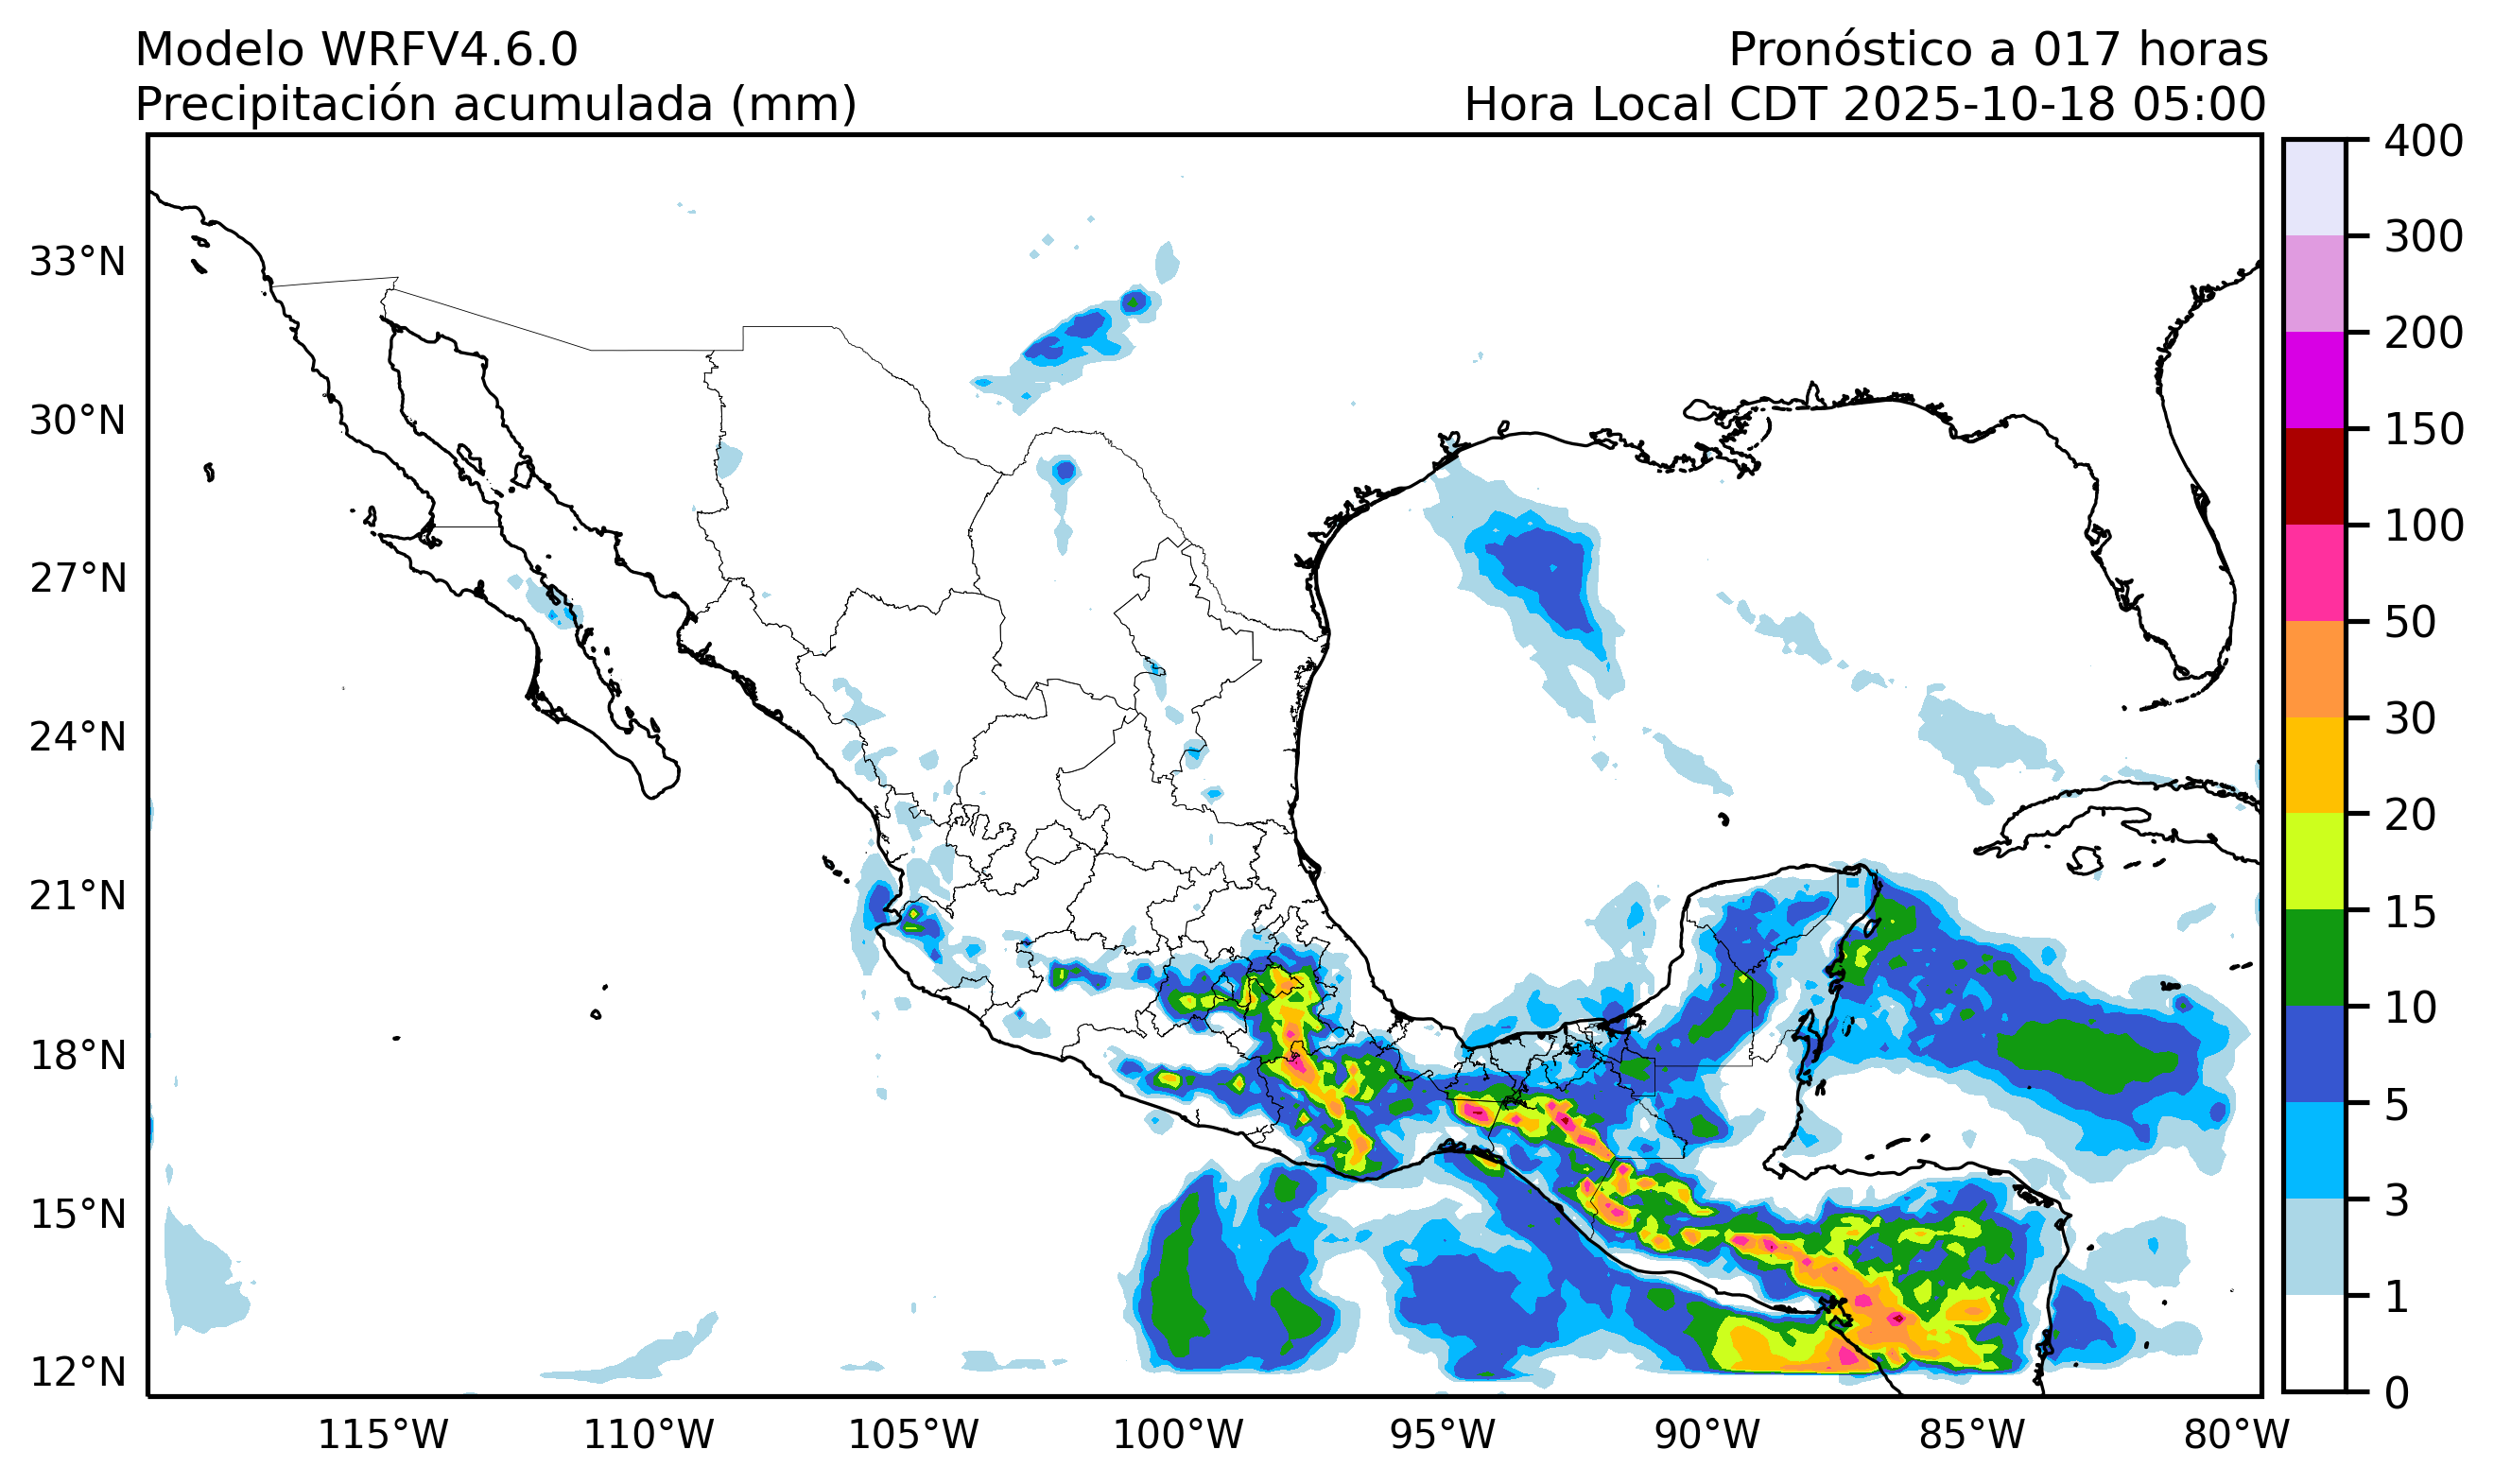 Modelo WRFV4.6.0
Precipitación acumulada (mm)
Pronóstico a 017 horas
Hora Local CDT 2025-10-18 05:00
33°N
30°N
27°N
24°N
21°N
18°N
15°N
12°N
115°W
110°W
105°W
100°W
95°W
90°W
85°W
80°W
400
300
200
150
100
50
30
20
15
10
5
3
1
0